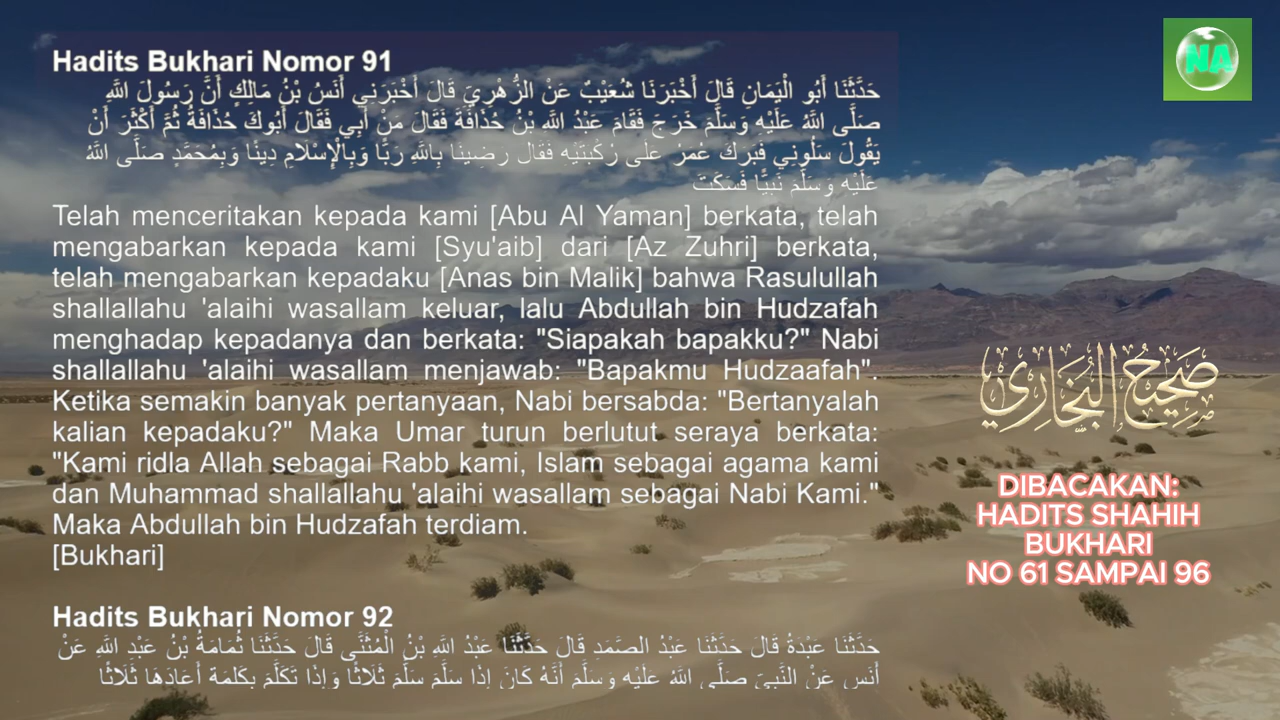 Hadits Bukhari Nomor 91
حَدَّثَنَا أَبُو الْيَمَانِ قَالَ أَخْبَرَنَا شُعَيْبٌ عَنْ الزُّهْرِيِّ قَالَ أَخْبَرَنِي أَنَسُ بْنُ مَالِكٍ أَنَّ رَسُولَ اللَّهِ
صَلَّى اللَّهُ عَلَيْهِ وَسَلَّمَ خَرَجَ فَقَامَ عَبْدُ اللَّهِ بْنُ حُذَافَةَ فَقَالَ مَنْ أَبِي فَقَالَ أَبُوكَ حُذَافَةُ ثُمَّ أَكْثَرَ أَنْ
يَقُولَ سَلُونِي فَبَرَكَ عُمَرُ عَلَى رُكْبَتَيْهِ فَقَالَ رَضِينَا بِاللَّهِ رَبًّا وَبِالْإِسْلَامِ دِينًا وَبِمُحَمَّدٍ صَلَّى اللَّهُ
عَلَيْهِ وَسَلَّمَ نَبِيًّا فَسَكَتَ
Telah menceritakan kepada kami [Abu Al Yaman] berkata, telah
mengabarkan kepada kami [Syu'aib] dari [Az Zuhri] berkata,
telah mengabarkan kepadaku [Anas bin Malik] bahwa Rasulullah
shallallahu 'alaihi wasallam keluar, lalu Abdullah bin Hudzafah
menghadap kepadanya dan berkata: "Siapakah bapakku?" Nabi
shallallahu 'alaihi wasallam menjawab: "Bapakmu Hudzaafah".
Ketika semakin banyak pertanyaan, Nabi bersabda: "Bertanyalah
kalian kepadaku?" Maka Umar turun berlutut seraya berkata:
"Kami ridla Allah sebagai Rabb kami, Islam sebagai agama kami
dan Muhammad shallallahu 'alaihi wasallam sebagai Nabi Kami."
Maka Abdullah bin Hudzafah terdiam.
[Bukhari]
Hadits Bukhari Nomor 92
حَدَّثَنَا عَبْدَةُ قَالَ حَدَّثَنَا عَبْدُ الصَّمَدِ قَالَ حَدَّثَنَا عَبْدُ اللَّهِ بْنُ الْمُثَنَّى قَالَ حَدَّثَنَا ثُمَامَةُ بْنُ عَبْدِ اللَّهِ عَنْ
أَنَسٍ عَنْ النَّبِيِّ صَلَّى اللَّهُ عَلَيْهِ وَسَلَّمَ أَنَّهُ كَانَ إِذَا سَلَّمَ سَلَّمَ ثَلَاثًا وَإِذَا تَكَلَّمَ بِكَلِمَةٍ أَعَادَهَا ثَلَاثًا
NA
صَحِيحُ الْبُخَارِيِّ
DIBACAKAN:
HADITS SHAHIH
BUKHARI
NO 61 SAMPAI 96